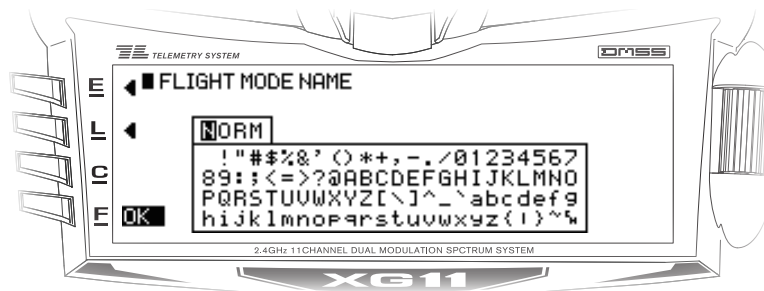 TELEMETRY SYSTEM
DMSS
E
FLIGHT MODE NAME
L
NORM
!"#$%&'()*+,-./01234567
C
89:;<=>?@ABCDEFGHIJKLMNO
PQRSTUVWXYZ[\]^_`abcdefg
F
OK
hijklmnopqrstuvwxyz{|}~
2.4GHz 11CHANNEL DUAL MODULATION SPCTRUM SYSTEM
XG11